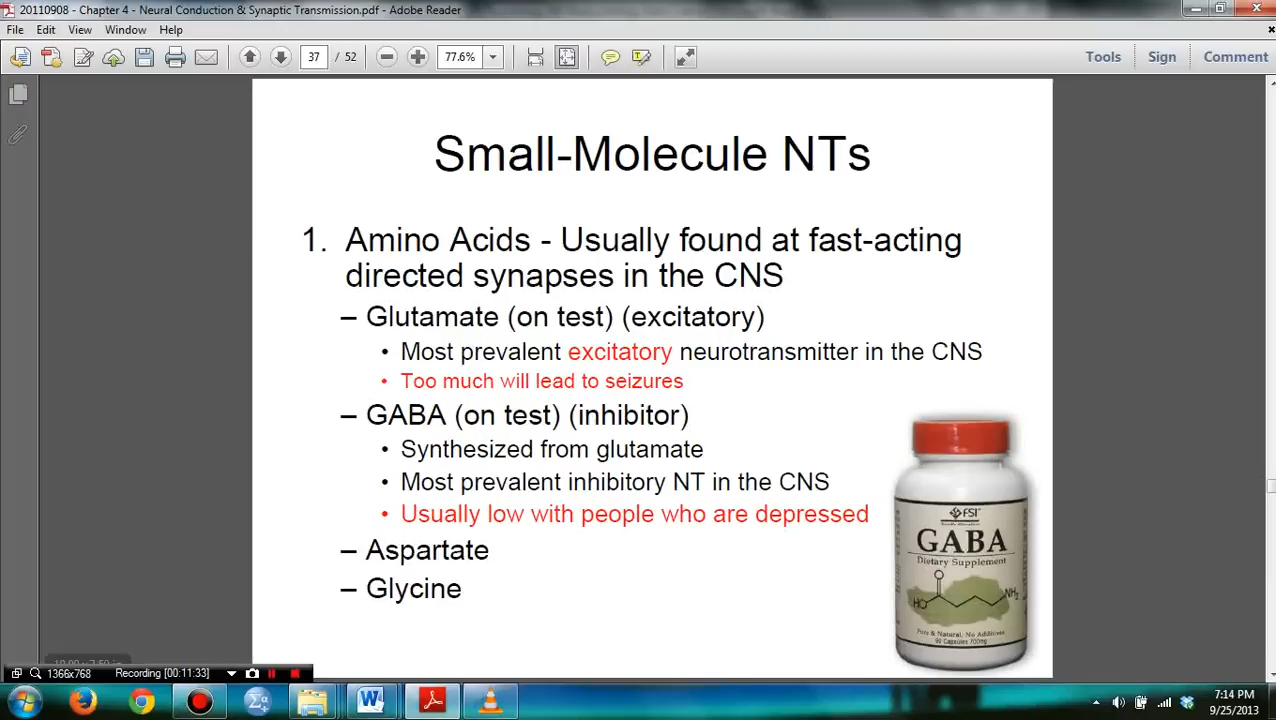 20110908 - Chapter 4 - Neural Conduction & Synaptic Transmission.pdf - Adobe Reader
File Edit View Window Help
37 / 52 77.6% Tools Sign Comment
Small-Molecule NTs
1. Amino Acids - Usually found at fast-acting
directed synapses in the CNS
– Glutamate (on test) (excitatory)
• Most prevalent excitatory neurotransmitter in the CNS
• Too much will lead to seizures
– GABA (on test) (inhibitor)
• Synthesized from glutamate
• Most prevalent inhibitory NT in the CNS
• Usually low with people who are depressed
– Aspartate
– Glycine
FSI
GABA
Dietary Supplement
HO O NH₂
Pure & Natural, No Additives
90 Capsules 700mg
10.00 x 7.50 in
1366x768 Recording [00:11:33]
7:14 PM
9/25/2013